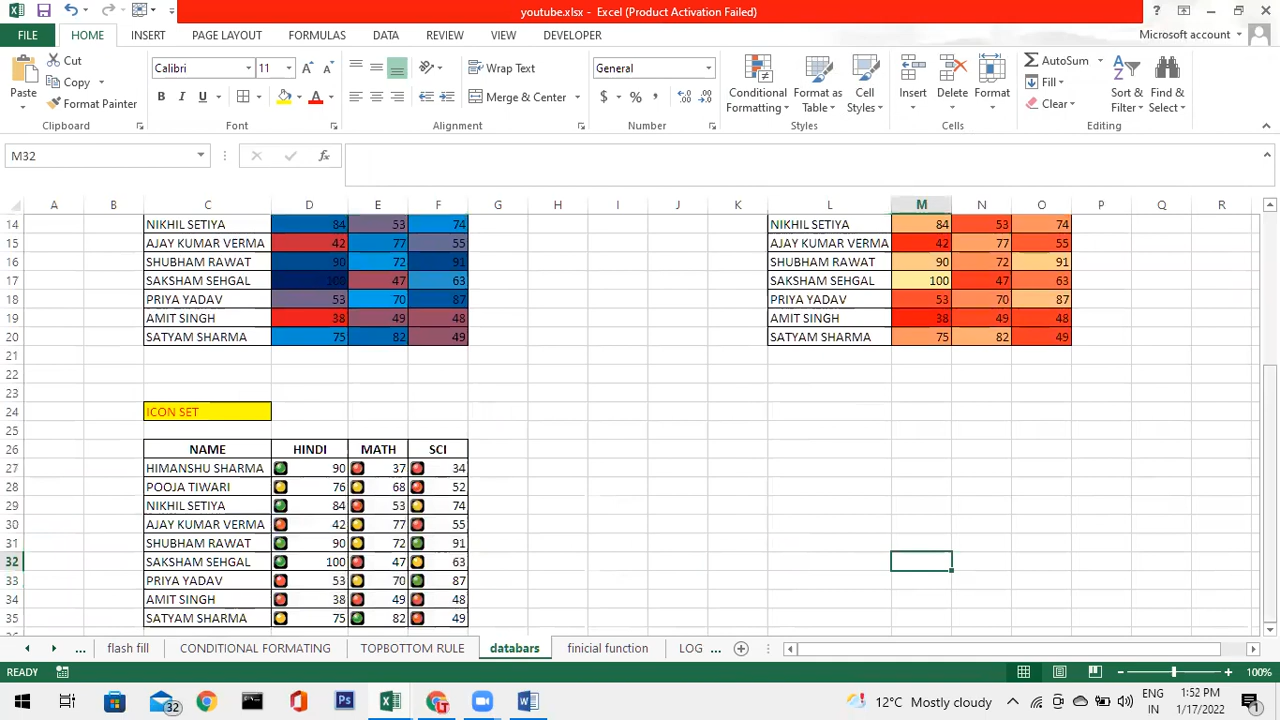 youtube.xlsx - Excel (Product Activation Failed)
?
FILE HOME INSERT PAGE LAYOUT FORMULAS DATA REVIEW VIEW DEVELOPER Microsoft account
Cut
Copy
Format Painter
Paste
Clipboard
Calibri 11
B I U
Font
Wrap Text
Merge & Center
Alignment
General
$ % ,
Number
Conditional Formatting
Format as Table
Cell Styles
Styles
Insert Delete Format
Cells
AutoSum
Fill
Clear
Sort & Filter
Find & Select
Editing
M32
fx
A B C D E F G H I J K L M N O P Q R
14 NIKHIL SETIYA 84 53 74 NIKHIL SETIYA 84 53 74
15 AJAY KUMAR VERMA 42 77 55 AJAY KUMAR VERMA 42 77 55
16 SHUBHAM RAWAT 90 72 91 SHUBHAM RAWAT 90 72 91
17 SAKSHAM SEHGAL 100 47 63 SAKSHAM SEHGAL 100 47 63
18 PRIYA YADAV 53 70 87 PRIYA YADAV 53 70 87
19 AMIT SINGH 38 49 48 AMIT SINGH 38 49 48
20 SATYAM SHARMA 75 82 49 SATYAM SHARMA 75 82 49
21
22
23
24 ICON SET
25
26 NAME HINDI MATH SCI
27 HIMANSHU SHARMA 90 37 34
28 POOJA TIWARI 76 68 52
29 NIKHIL SETIYA 84 53 74
30 AJAY KUMAR VERMA 42 77 55
31 SHUBHAM RAWAT 90 72 91
32 SAKSHAM SEHGAL 100 47 63
33 PRIYA YADAV 53 70 87
34 AMIT SINGH 38 49 48
35 SATYAM SHARMA 75 82 49
... flash fill CONDITIONAL FORMATING TOPBOTTOM RULE databars finicial function LOG ...
READY 100%
32 12°C Mostly cloudy ENG IN 1:52 PM 1/17/2022 1